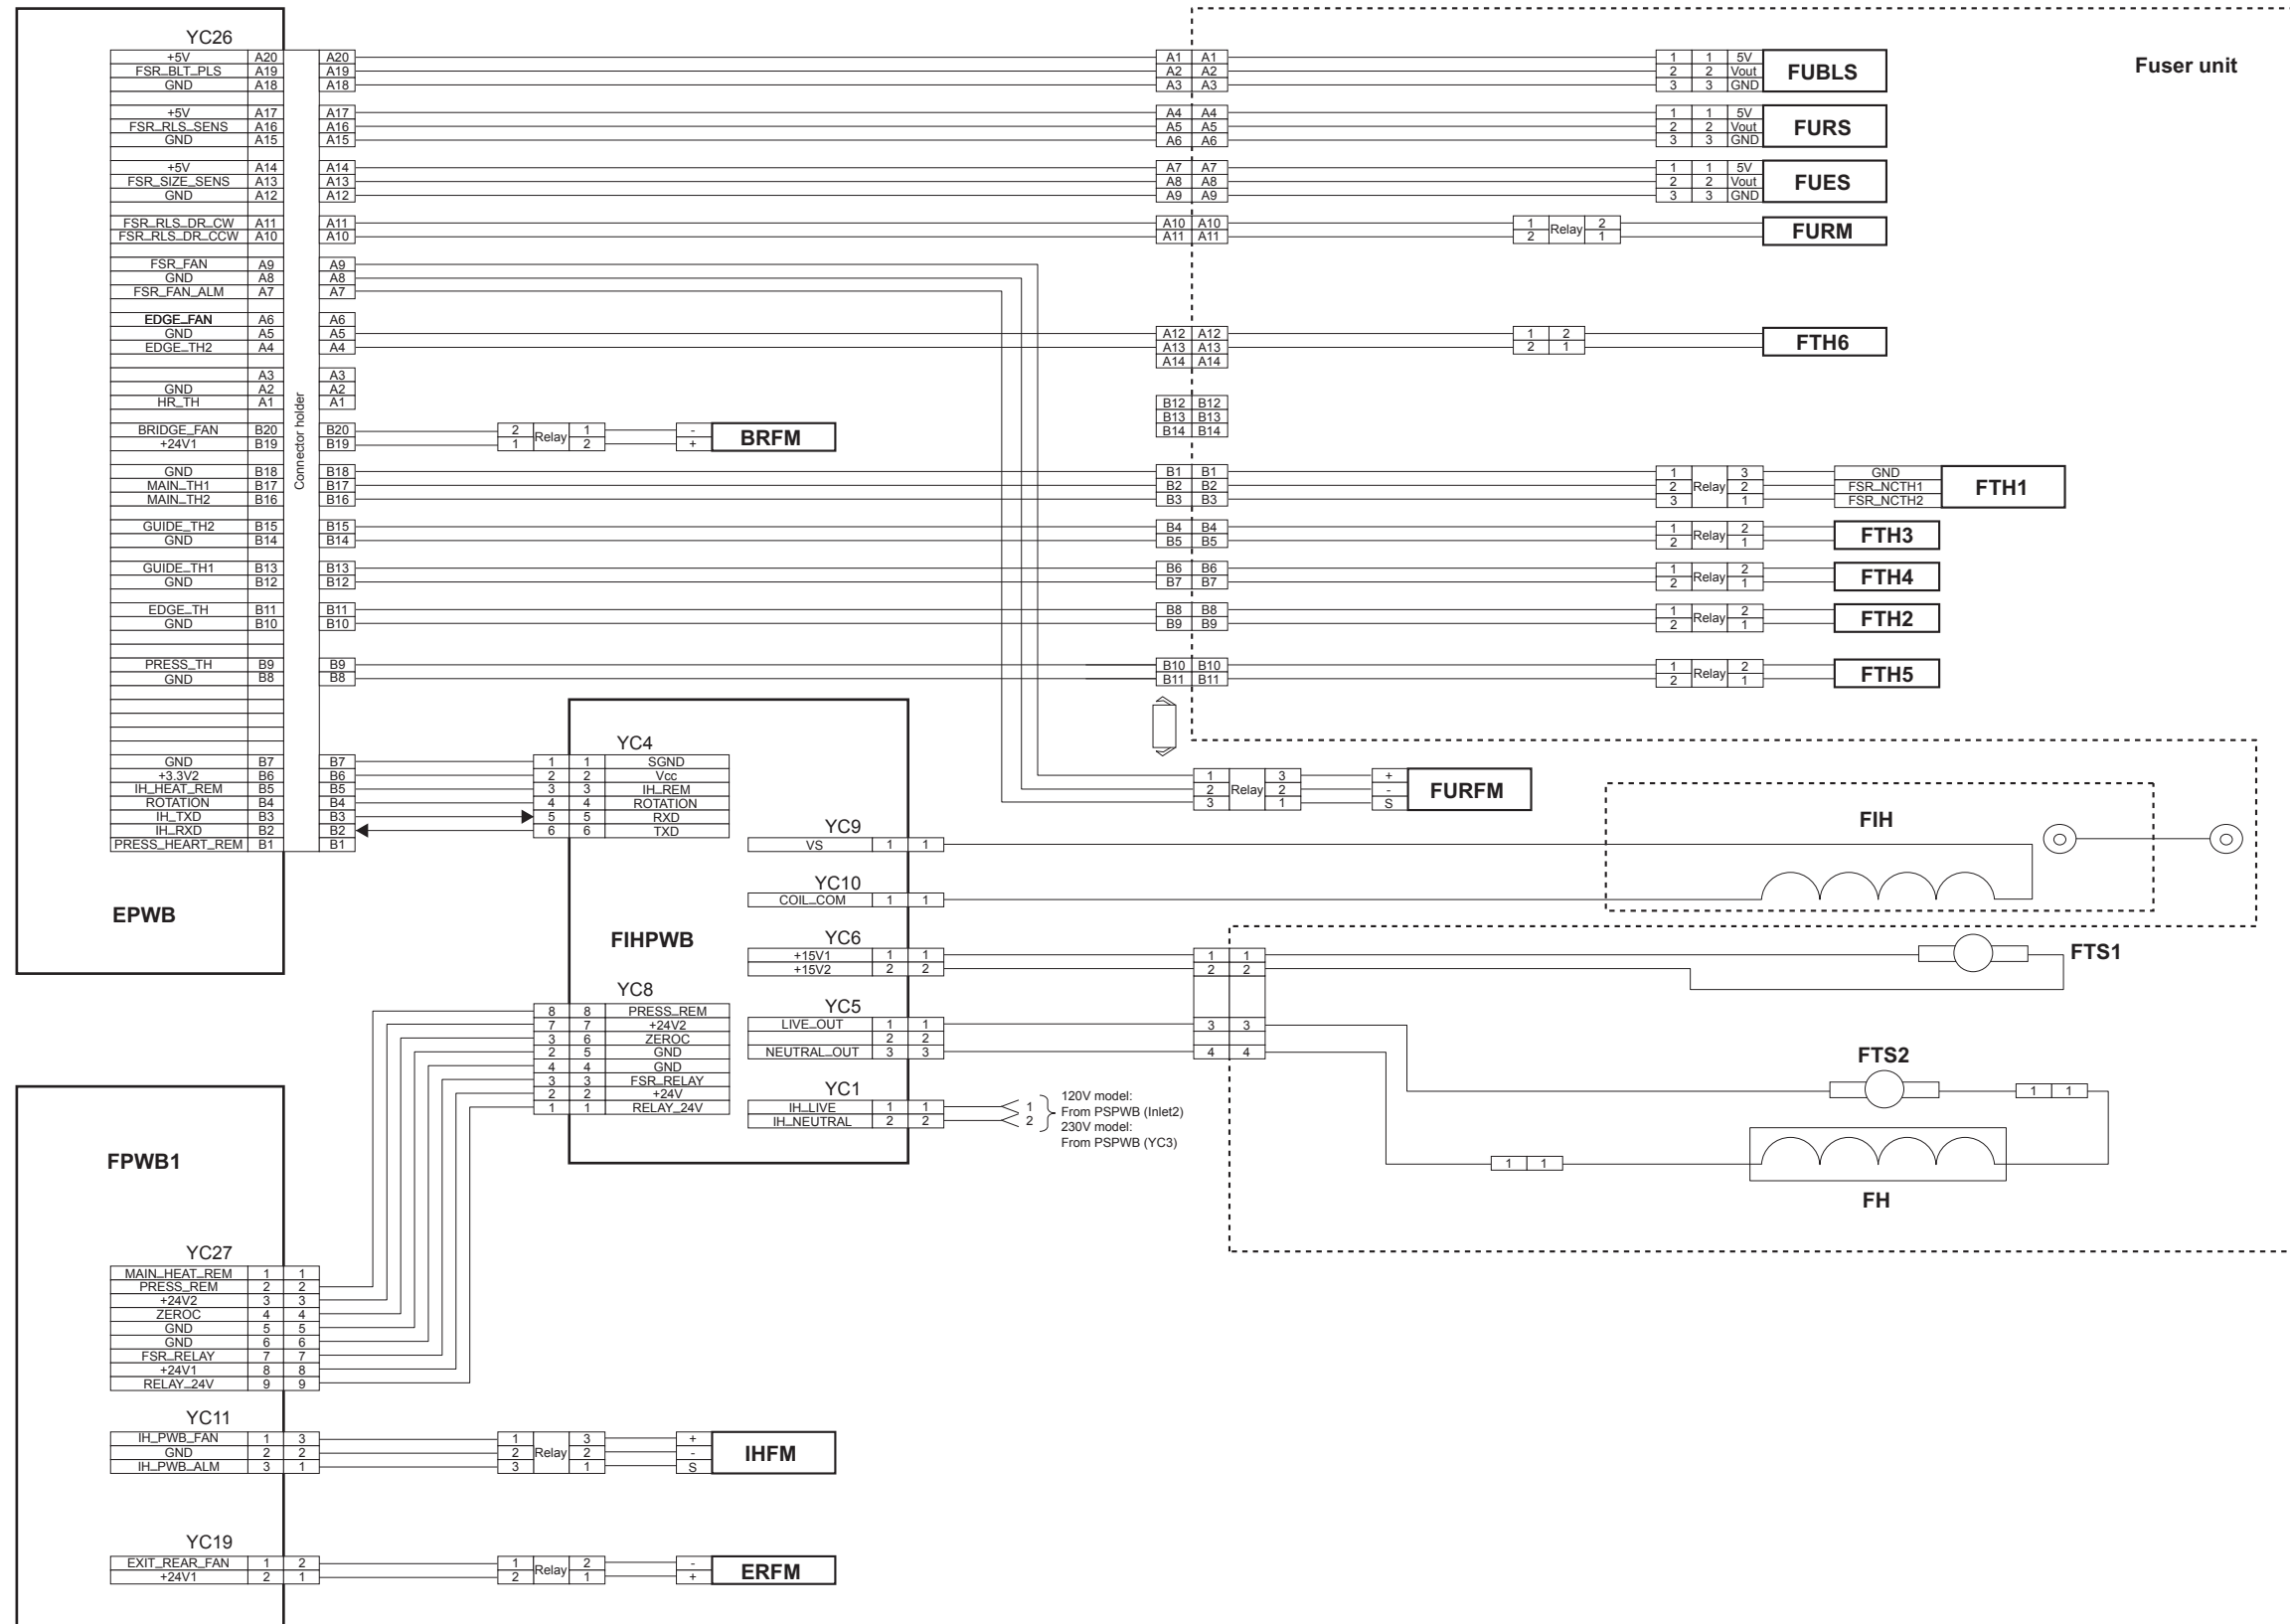 Fuser unit
YC26
+5V A20 A20 A1 A1 1 1 5V
FSR_BLT_PLS A19 A19 A2 A2 2 2 Vout FUBLS
GND A18 A18 A3 A3 3 3 GND
+5V A17 A17 A4 A4 1 1 5V
FSR_RLS_SENS A16 A16 A5 A5 2 2 Vout FURS
GND A15 A15 A6 A6 3 3 GND
+5V A14 A14 A7 A7 1 1 5V
FSR_SIZE_SENS A13 A13 A8 A8 2 2 Vout FUES
GND A12 A12 A9 A9 3 3 GND
FSR_RLS_DR_CW A11 A11 A10 A10 1 Relay 2 FURM
FSR_RLS_DR_CCW A10 A10 A11 A11 2 1
FSR_FAN A9 A9
GND A8 A8
FSR_FAN_ALM A7 A7
EDGE_FAN A6 A6
GND A5 A5 A12 A12 1 2 FTH6
EDGE_TH2 A4 A4 A13 A13 2 1
A14 A14
A3 A3
GND A2 A2
HR_TH A1 A1
B12 B12
B13 B13
B14 B14
Connector holder
BRIDGE_FAN B20 B20 2 Relay 1 - BRFM
+24V1 B19 B19 1 2 +
GND B18 B18 B1 B1 1 Relay 3 GND
MAIN_TH1 B17 B17 B2 B2 2 2 FSR_NCTH1 FTH1
MAIN_TH2 B16 B16 B3 B3 3 1 FSR_NCTH2
GUIDE_TH2 B15 B15 B4 B4 1 Relay 2 FTH3
GND B14 B14 B5 B5 2 1
GUIDE_TH1 B13 B13 B6 B6 1 Relay 2 FTH4
GND B12 B12 B7 B7 2 1
EDGE_TH B11 B11 B8 B8 1 Relay 2 FTH2
GND B10 B10 B9 B9 2 1
PRESS_TH B9 B9 B10 B10 1 Relay 2 FTH5
GND B8 B8 B11 B11 2 1
YC4
GND B7 B7 1 1 SGND
+3.3V2 B6 B6 2 2 Vcc
IH_HEAT_REM B5 B5 3 3 IH_REM
ROTATION B4 B4 4 4 ROTATION
IH_TXD B3 B3 5 5 RXD
IH_RXD B2 B2 6 6 TXD
PRESS_HEART_REM B1 B1
1 Relay 3 +
2 2 - FURFM
3 1 S
FIH
YC9
VS 1 1
YC10
COIL_COM 1 1
EPWB
FIHPWB
YC6
+15V1 1 1 1 1
+15V2 2 2 2 2
FTS1
YC8
8 8 PRESS_REM
7 7 +24V2
3 6 ZEROC
2 5 GND
4 4 GND
3 3 FSR_RELAY
2 2 +24V
1 1 RELAY_24V
YC5
LIVE_OUT 1 1 3 3
2 2
NEUTRAL_OUT 3 3 4 4
FTS2
1 1
YC1
IH_LIVE 1 1 1
IH_NEUTRAL 2 2 2
120V model:
From PSPWB (Inlet2)
230V model:
From PSPWB (YC3)
1 1
FH
FPWB1
YC27
MAIN_HEAT_REM 1 1
PRESS_REM 2 2
+24V2 3 3
ZEROC 4 4
GND 5 5
GND 6 6
FSR_RELAY 7 7
+24V1 8 8
RELAY_24V 9 9
YC11
IH_PWB_FAN 1 3 1 Relay 3 +
GND 2 2 2 2 - IHFM
IH_PWB_ALM 3 1 3 1 S
YC19
EXIT_REAR_FAN 1 2 1 Relay 2 - ERFM
+24V1 2 1 2 1 +